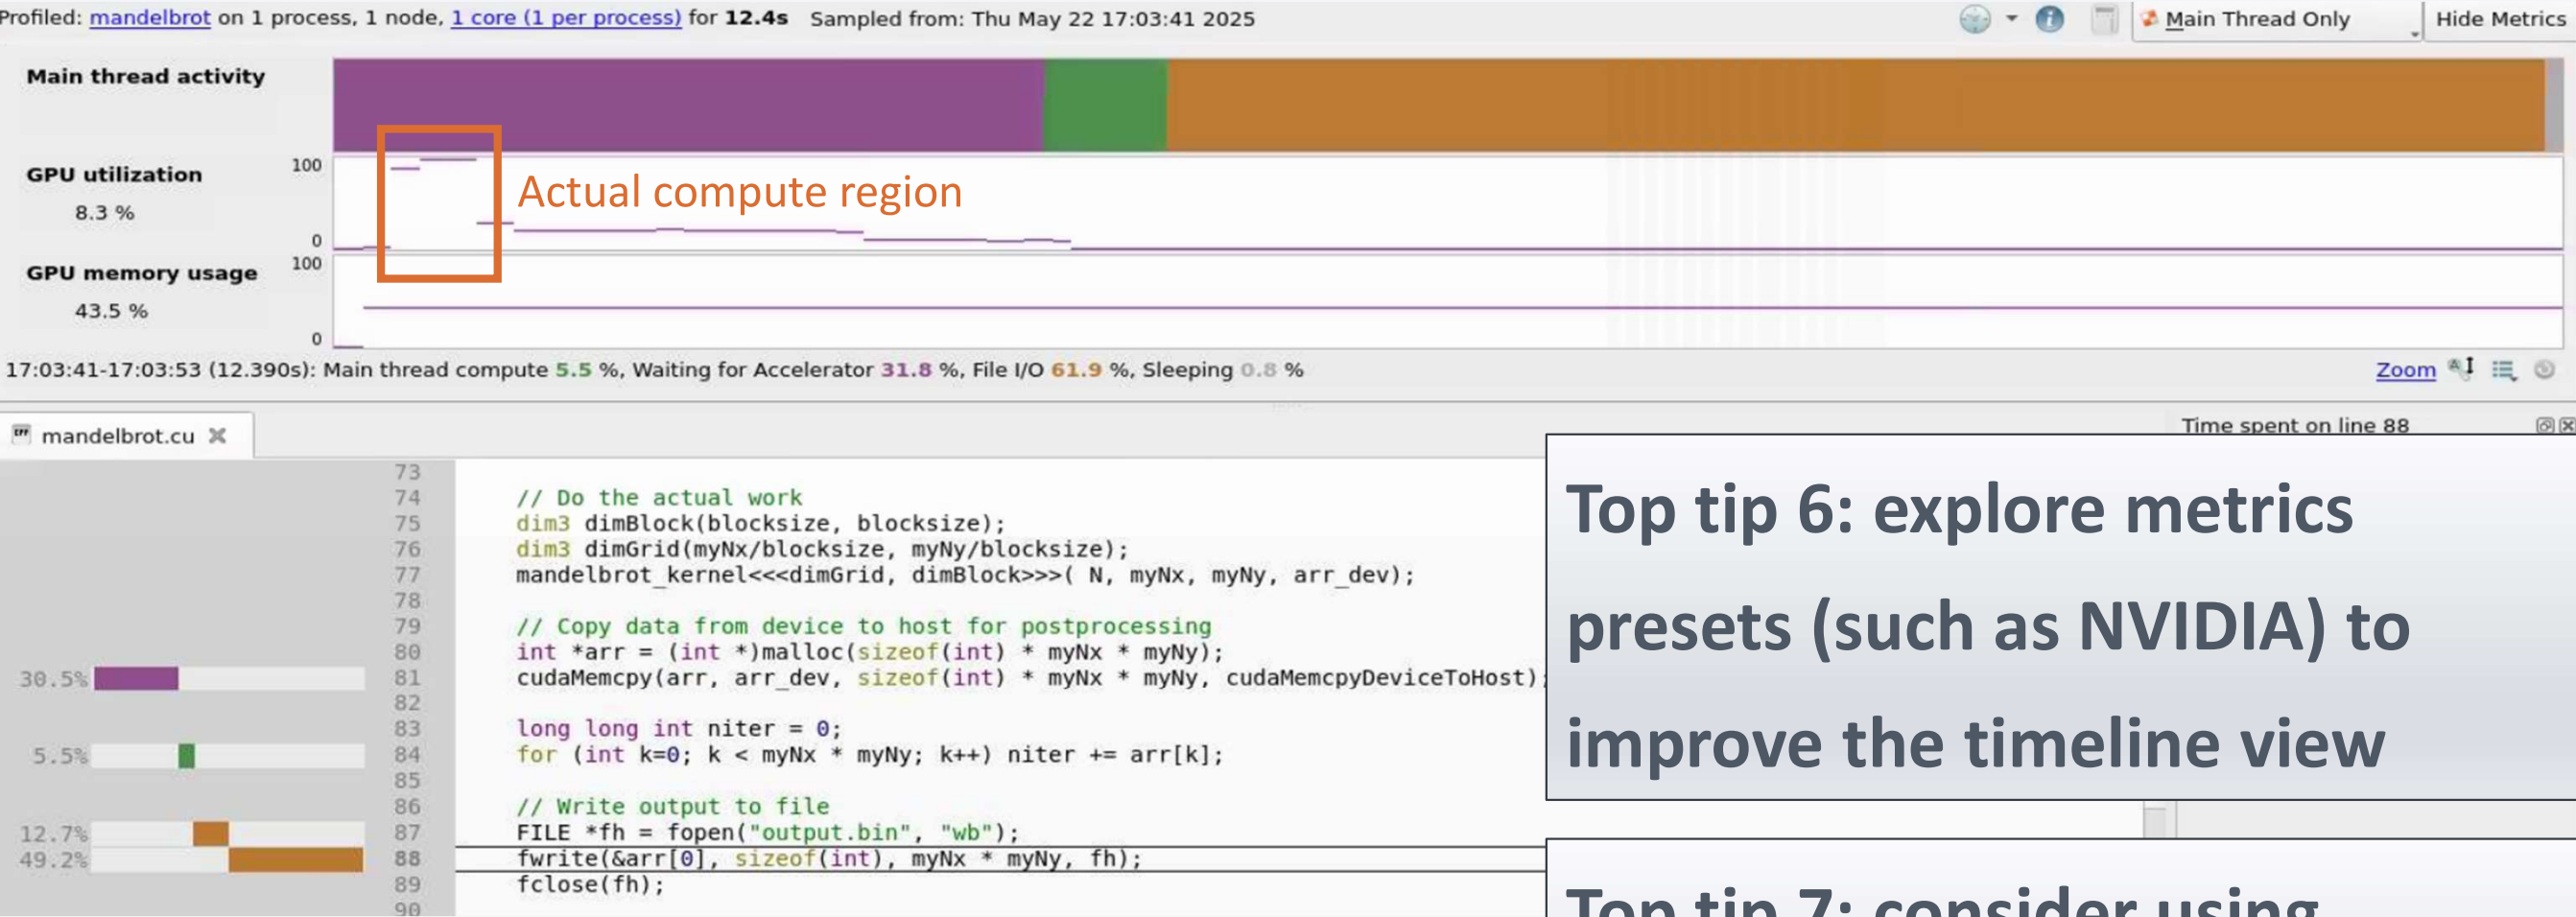 Profiled: mandelbrot on 1 process, 1 node, 1 core (1 per process) for 12.4s Sampled from: Thu May 22 17:03:41 2025
Main Thread Only
Hide Metrics
Main thread activity
GPU utilization
8.3 %
100
0
Actual compute region
GPU memory usage
43.5 %
100
0
17:03:41-17:03:53 (12.390s): Main thread compute 5.5 %, Waiting for Accelerator 31.8 %, File I/O 61.9 %, Sleeping 0.8 %
Zoom
mandelbrot.cu
Time spent on line 88
73
74 // Do the actual work
75 dim3 dimBlock(blocksize, blocksize);
76 dim3 dimGrid(myNx/blocksize, myNy/blocksize);
77 mandelbrot_kernel<<<dimGrid, dimBlock>>>( N, myNx, myNy, arr_dev);
78
79 // Copy data from device to host for postprocessing
80 int *arr = (int *)malloc(sizeof(int) * myNx * myNy);
30.5% 81 cudaMemcpy(arr, arr_dev, sizeof(int) * myNx * myNy, cudaMemcpyDeviceToHost);
82
83 long long int niter = 0;
5.5% 84 for (int k=0; k < myNx * myNy; k++) niter += arr[k];
85
86 // Write output to file
12.7% 87 FILE *fh = fopen("output.bin", "wb");
49.2% 88 fwrite(&arr[0], sizeof(int), myNx * myNy, fh);
89 fclose(fh);
90
Top tip 6: explore metrics
presets (such as NVIDIA) to
improve the timeline view
Top tip 7: consider using